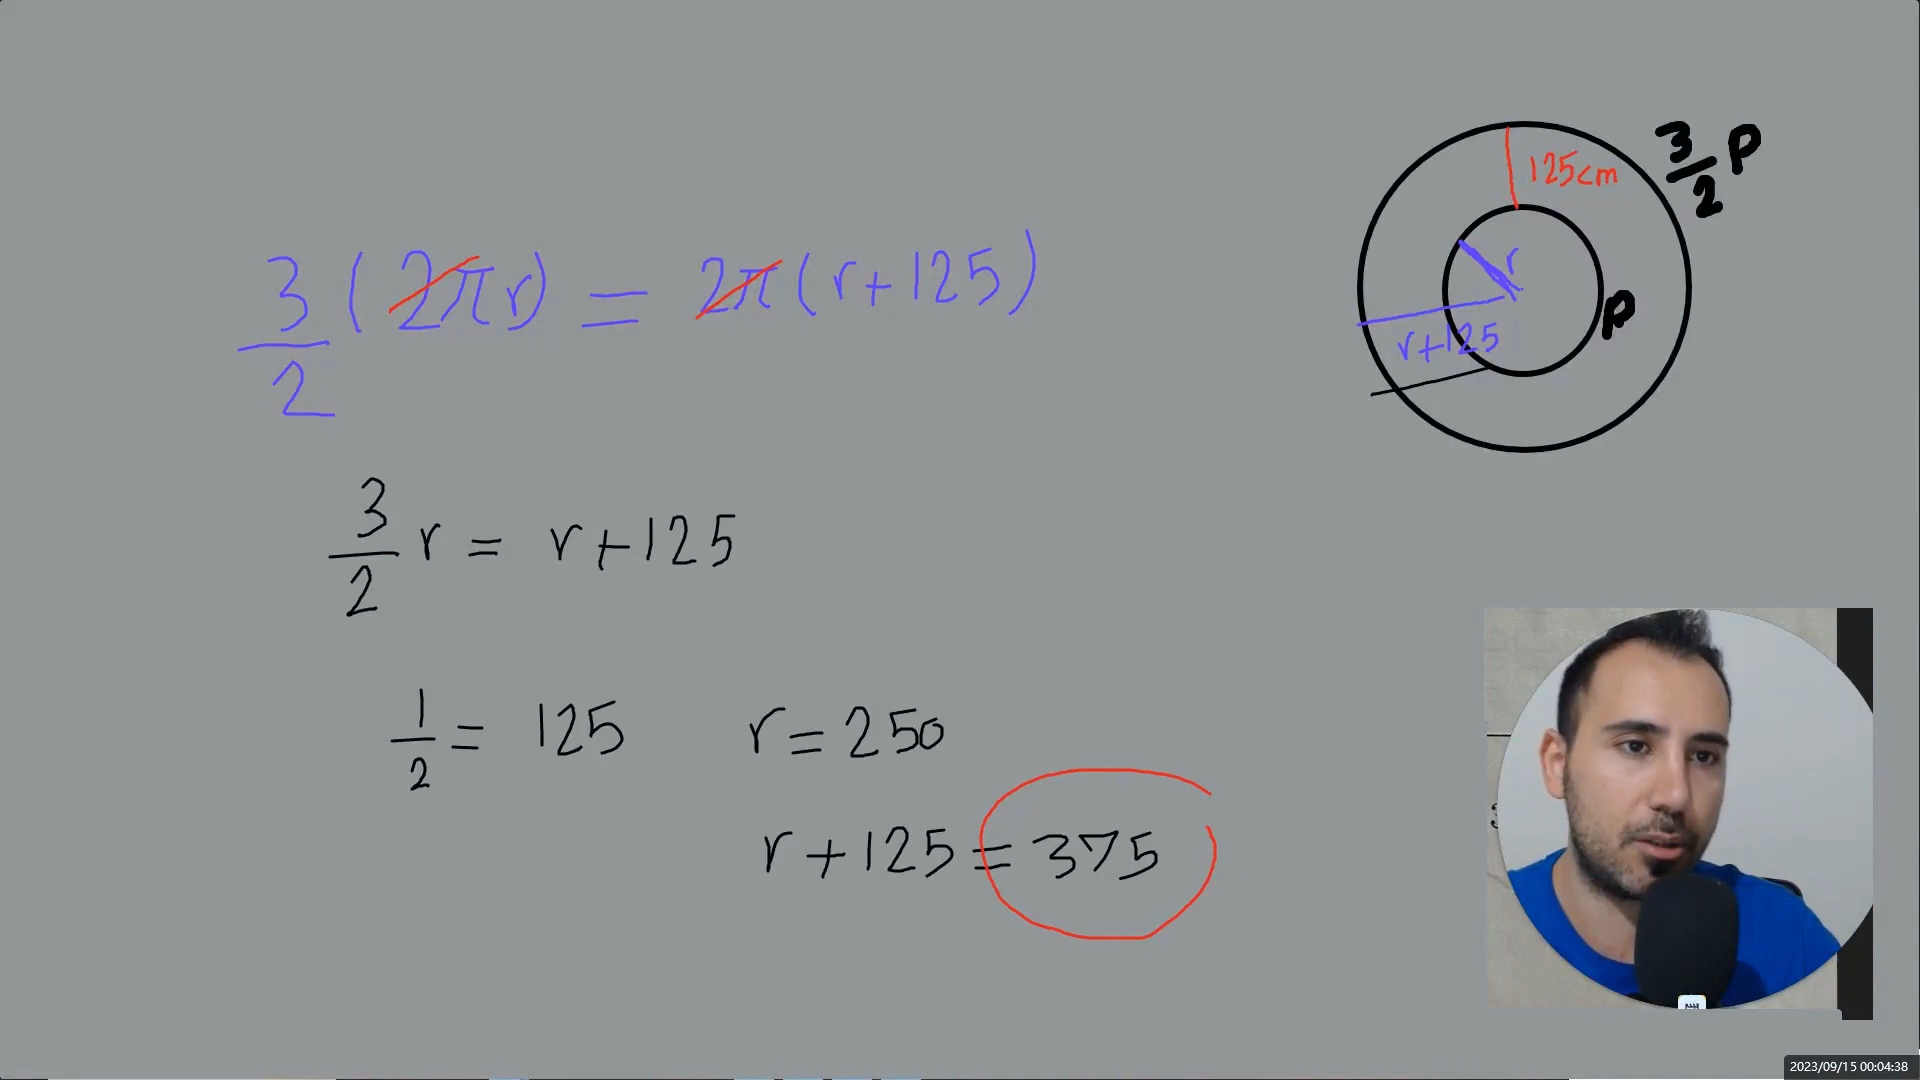 3/2 (2πr) = 2π(r+125)
3/2 r = r+125
1/2 = 125
r = 250
r+125 = 375
125cm
3/2 P
r
r+125
P
2023/09/15 00:04:38